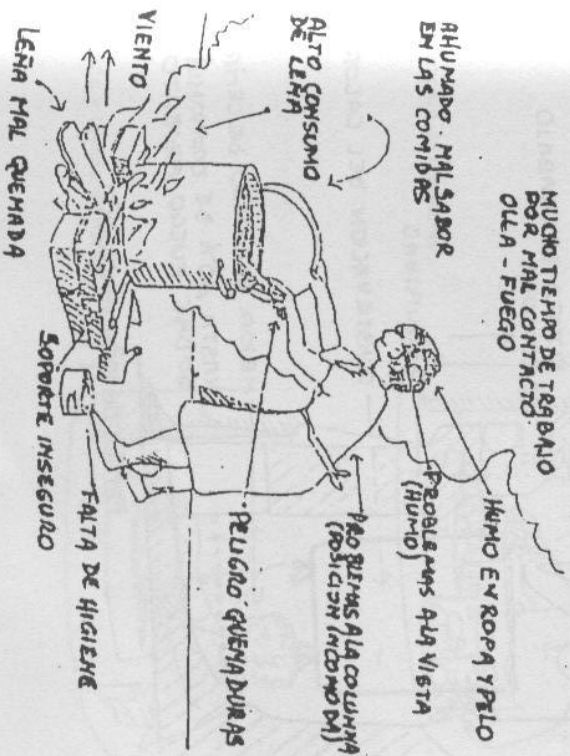 MUCHO TIEMPO DE TRABAJO
POR MAL CONTACTO
OLLA - FUEGO
HUMO EN ROPA Y PELO
AHUMADO. MAL SABOR
EN LAS COMIDAS
PROBLEMAS A LA VISTA
(HUMO)
PROBLEMAS A LA COLUMNA
(POSICION INCOMODA)
ALTO CONSUMO
DE LEÑA
PELIGRO QUEMADURAS
VIENTO
FALTA DE HIGIENE
SOPORTE INSEGURO
LEÑA MAL QUEMADA